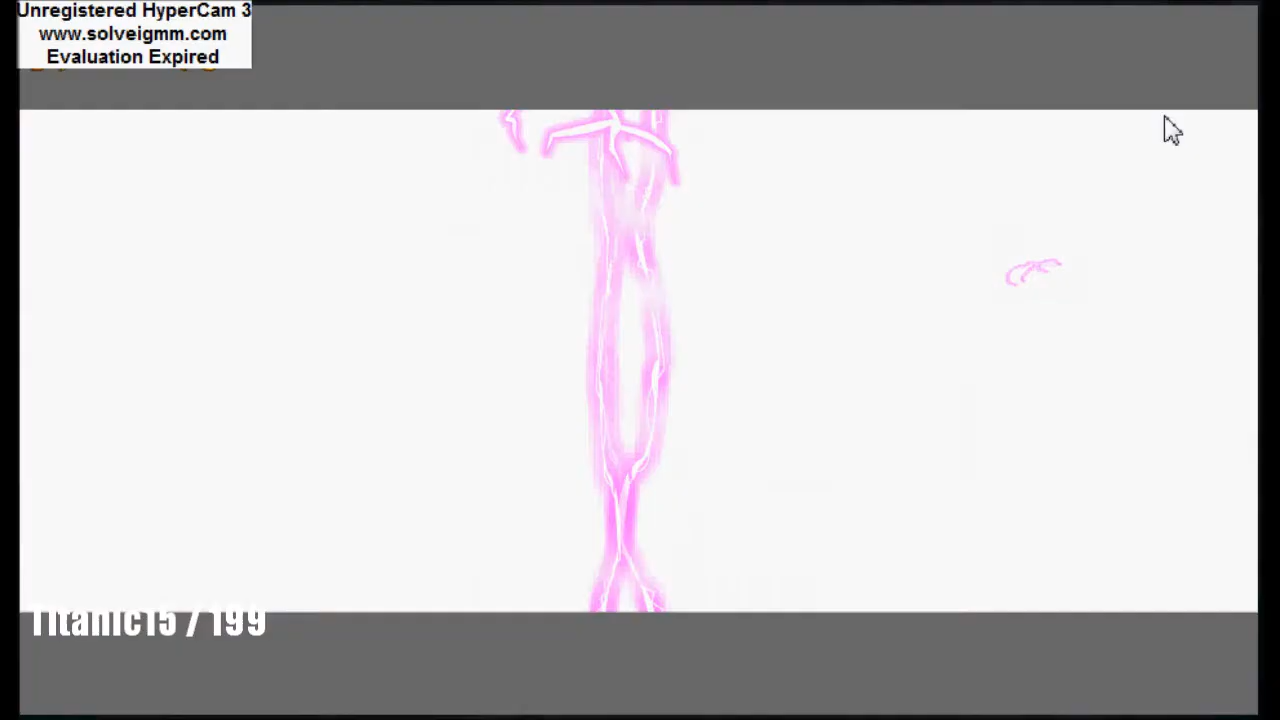 Unregistered HyperCam 3
www.solveigmm.com
Evaluation Expired
Titanic15 / 199